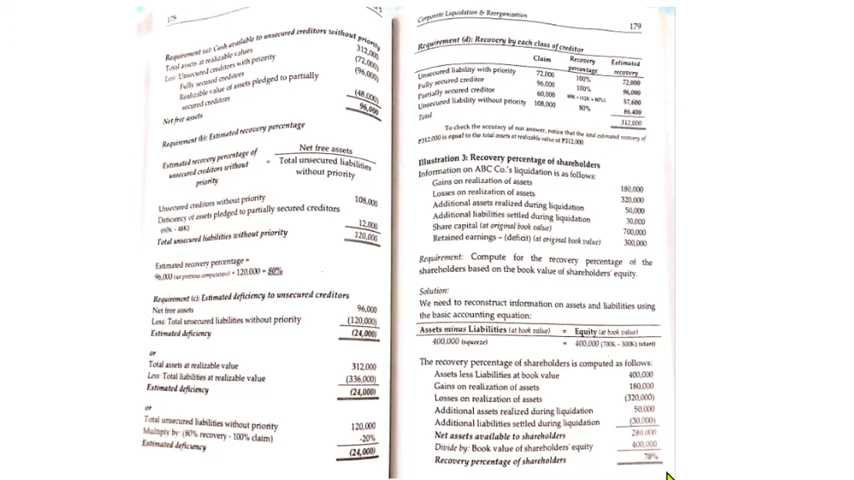 179
Requirement (a): Cash available to unsecured creditors without priority
Total assets at realizable values 312,000
Less: Unsecured creditors with priority (72,000)
Fully secured creditors (96,000)
Realizable value of assets pledged to partially
secured creditors (48,000)
Net free assets 96,000
Requirement (b): Estimated recovery percentage
Estimated recovery percentage of unsecured creditors without priority = Net free assets
Total unsecured liabilities without priority
Unsecured creditors without priority 108,000
Deficiency of assets pledged to partially secured creditors
(60K - 48K) 12,000
Total unsecured liabilities without priority 120,000
Estimated recovery percentage =
96,000 (see previous computation) ÷ 120,000 = 80%
Requirement (c): Estimated deficiency to unsecured creditors
Net free assets 96,000
Less: Total unsecured liabilities without priority (120,000)
Estimated deficiency (24,000)
or
Total assets at realizable value 312,000
Less: Total liabilities at realizable value (336,000)
Estimated deficiency (24,000)
or
Total unsecured liabilities without priority 120,000
Multiply by: (80% recovery - 100% claim) -20%
Estimated deficiency (24,000)
Corporate Liquidation & Reorganization
179
Requirement (d): Recovery by each class of creditor
Claim Recovery percentage Estimated recovery
Unsecured liability with priority 72,000 100% 72,000
Fully secured creditor 96,000 100% 96,000
Partially secured creditor 60,000 48K + (12K x 80%) 57,600
Unsecured liability without priority 108,000 80% 86,400
Total 312,000
To check the accuracy of our answer, notice that the total estimated recovery of
₱312,000 is equal to the total assets at realizable value of ₱312,000
Illustration 3: Recovery percentage of shareholders
Information on ABC Co.'s liquidation is as follows:
Gains on realization of assets 180,000
Losses on realization of assets 320,000
Additional assets realized during liquidation 50,000
Additional liabilities settled during liquidation 30,000
Share capital (at original book value) 700,000
Retained earnings – (deficit) (at original book value) 300,000
Requirement: Compute for the recovery percentage of the
shareholders based on the book value of shareholders' equity.
Solution:
We need to reconstruct information on assets and liabilities using
the basic accounting equation:
Assets minus Liabilities (at book value) = Equity (at book value)
400,000 (squeeze) = 400,000 (700K - 300K) (start)
The recovery percentage of shareholders is computed as follows:
Assets less Liabilities at book value 400,000
Gains on realization of assets 180,000
Losses on realization of assets (320,000)
Additional assets realized during liquidation 50,000
Additional liabilities settled during liquidation (30,000)
Net assets available to shareholders 280,000
Divide by: Book value of shareholders' equity 400,000
Recovery percentage of shareholders 70%